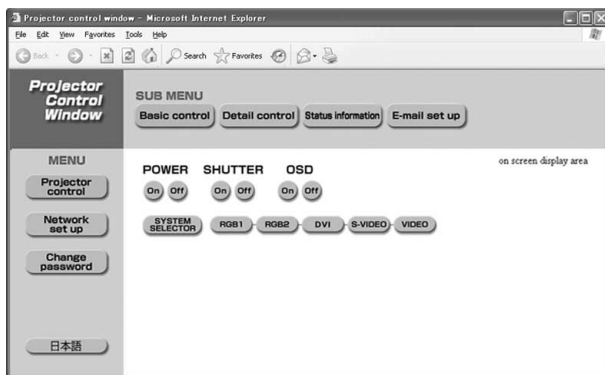 Projector control window - Microsoft Internet Explorer
File Edit View Favorites Tools Help
Back Search Favorites
Projector
Control
Window
SUB MENU
Basic control Detail control Status information E-mail set up
MENU
Projector
control
Network
set up
Change
password
日本語
POWER SHUTTER OSD
On Off On Off On Off
SYSTEM
SELECTOR
RGB1 RGB2 DVI S-VIDEO VIDEO
on screen display area